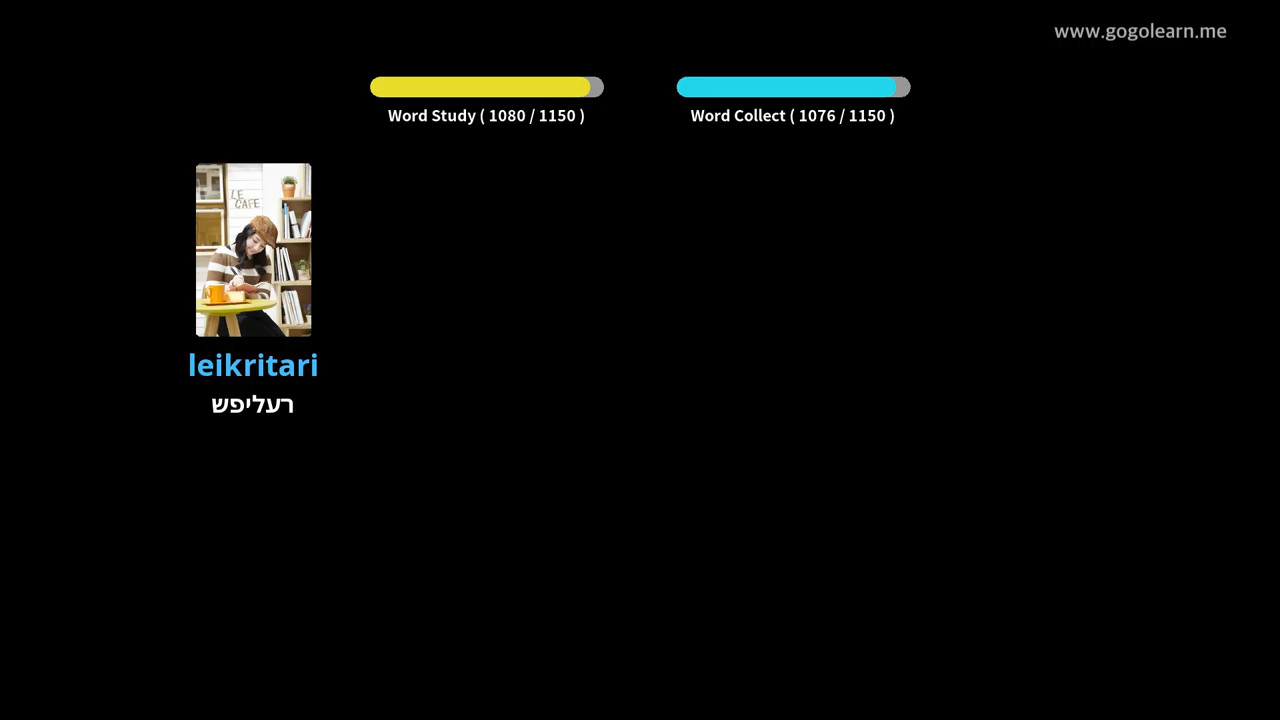 www.gogolearn.me
Word Study ( 1080 / 1150 )
Word Collect ( 1076 / 1150 )
LE CAFE
leikritari
רעליפש